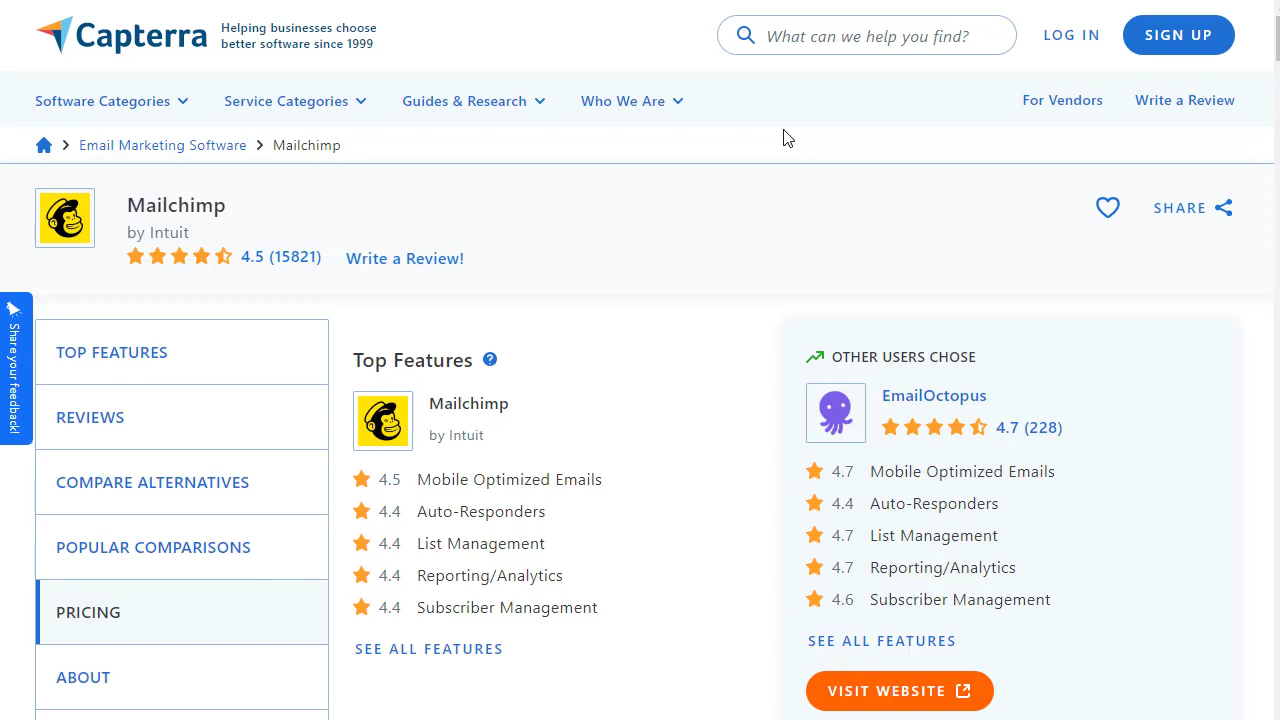 Capterra
Helping businesses choose
better software since 1999
What can we help you find?
LOG IN
SIGN UP
Software Categories
Service Categories
Guides & Research
Who We Are
For Vendors
Write a Review
Email Marketing Software
Mailchimp
Mailchimp
by Intuit
4.5 (15821)
Write a Review!
SHARE
Share your feedback!
TOP FEATURES
REVIEWS
COMPARE ALTERNATIVES
POPULAR COMPARISONS
PRICING
ABOUT
Top Features
Mailchimp
by Intuit
4.5 Mobile Optimized Emails
4.4 Auto-Responders
4.4 List Management
4.4 Reporting/Analytics
4.4 Subscriber Management
SEE ALL FEATURES
OTHER USERS CHOSE
EmailOctopus
4.7 (228)
4.7 Mobile Optimized Emails
4.4 Auto-Responders
4.7 List Management
4.7 Reporting/Analytics
4.6 Subscriber Management
SEE ALL FEATURES
VISIT WEBSITE